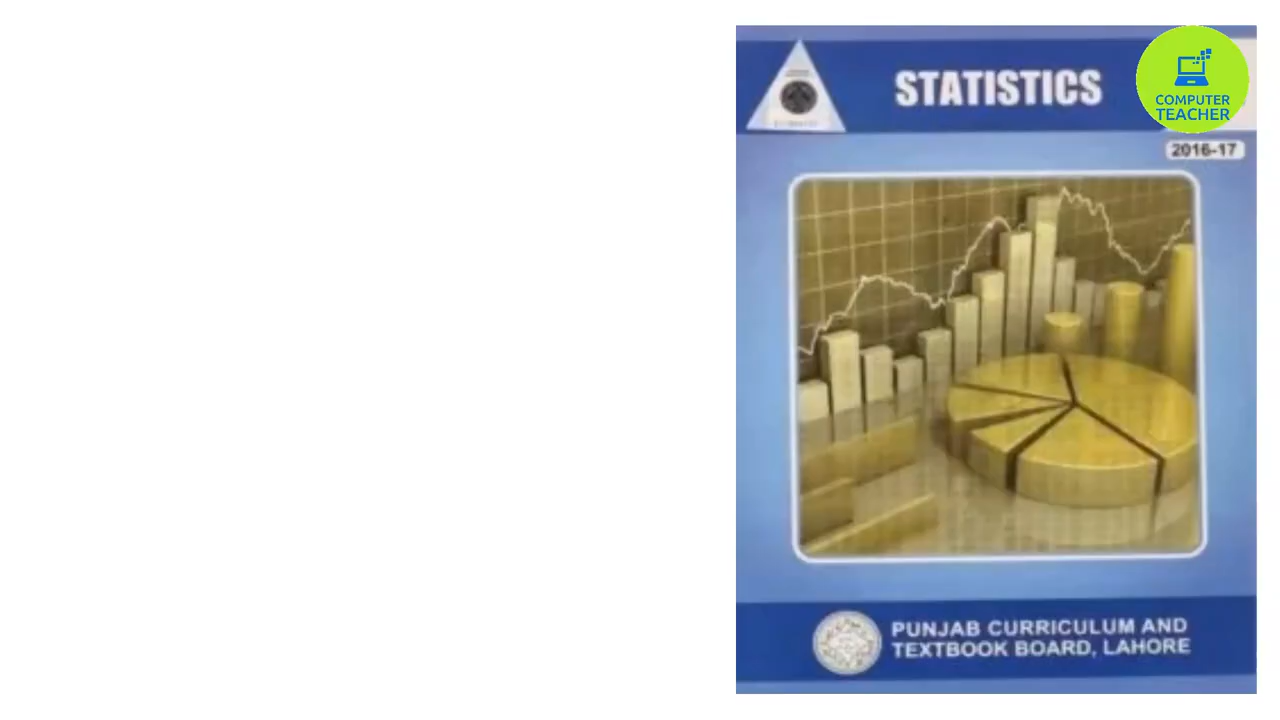 STATISTICS
COMPUTER
TEACHER
2016-17
PUNJAB CURRICULUM AND
TEXTBOOK BOARD, LAHORE